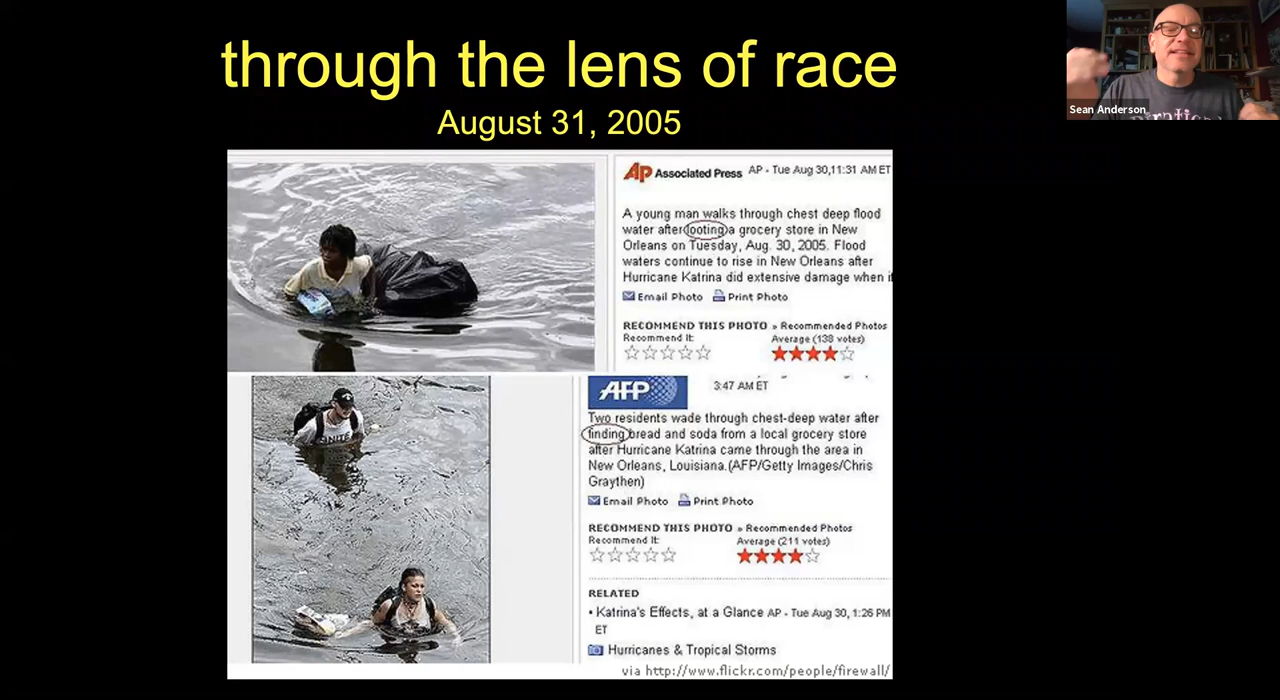 through the lens of race
August 31, 2005
Sean Anderson
AP Associated Press AP - Tue Aug 30,11:31 AM ET
A young man walks through chest deep flood
water after looting a grocery store in New
Orleans on Tuesday, Aug. 30, 2005. Flood
waters continue to rise in New Orleans after
Hurricane Katrina did extensive damage when
Email Photo Print Photo
RECOMMEND THIS PHOTO » Recommended Photos
Recommend It: Average (138 votes)
AFP 3:47 AM ET
Two residents wade through chest-deep water after
finding bread and soda from a local grocery store
after Hurricane Katrina came through the area in
New Orleans, Louisiana.(AFP/Getty Images/Chris
Graythen)
Email Photo Print Photo
RECOMMEND THIS PHOTO » Recommended Photos
Recommend It: Average (211 votes)
RELATED
• Katrina's Effects, at a Glance AP - Tue Aug 30, 1:26 PM
ET
Hurricanes & Tropical Storms
via http://www.flickr.com/people/firewall/